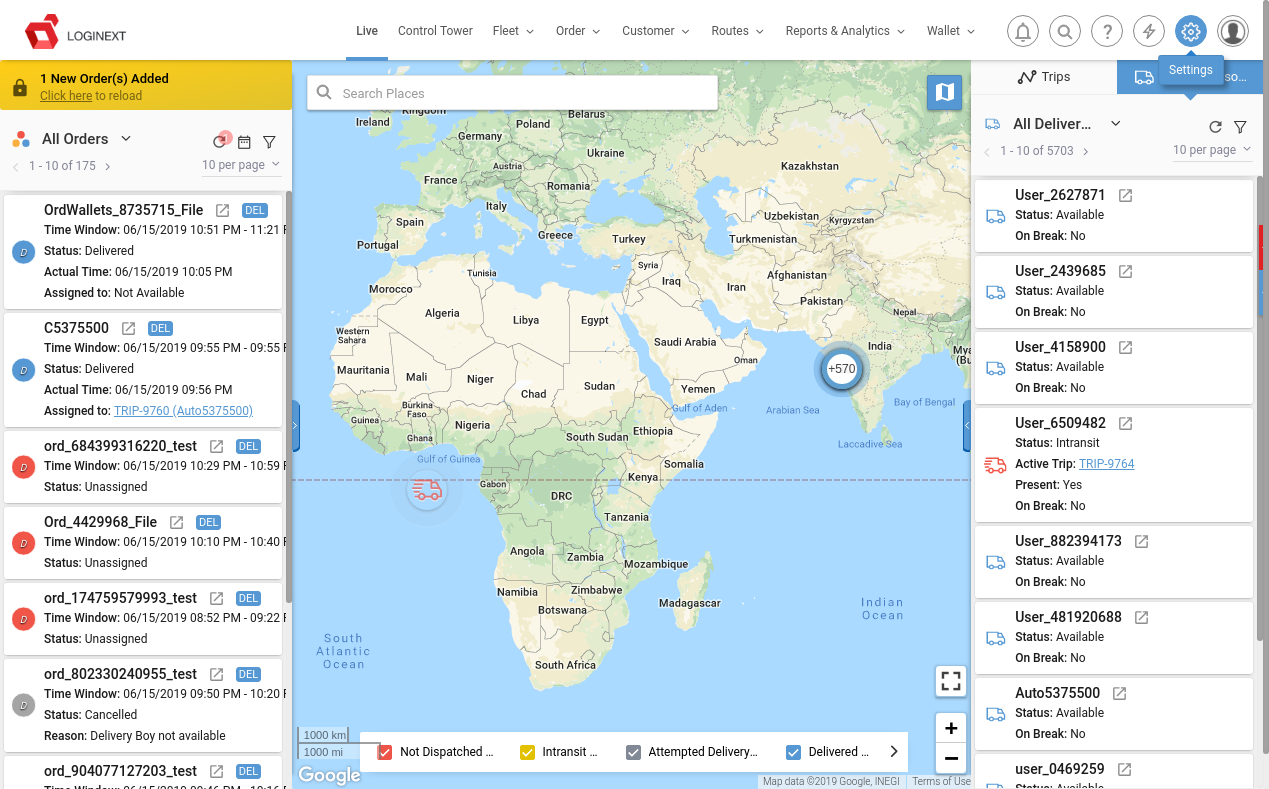 LOGINEXT
Live
Control Tower
Fleet
Order
Customer
Routes
Reports & Analytics
Wallet
Settings
1 New Order(s) Added
Click here to reload
All Orders
1 - 10 of 175
10 per page
OrdWallets_8735715_File DEL
Time Window: 06/15/2019 10:51 PM - 11:21
Status: Delivered
Actual Time: 06/15/2019 10:05 PM
Assigned to: Not Available
D
C5375500 DEL
Time Window: 06/15/2019 09:55 PM - 09:55
Status: Delivered
Actual Time: 06/15/2019 09:56 PM
Assigned to: TRIP-9760 (Auto5375500)
D
ord_684399316220_test DEL
Time Window: 06/15/2019 10:29 PM - 10:59
Status: Unassigned
D
Ord_4429968_File DEL
Time Window: 06/15/2019 10:10 PM - 10:40
Status: Unassigned
D
ord_174759579993_test DEL
Time Window: 06/15/2019 08:52 PM - 09:22
Status: Unassigned
D
ord_802330240955_test DEL
Time Window: 06/15/2019 09:50 PM - 10:20
Status: Cancelled
Reason: Delivery Boy not available
D
ord_904077127203_test DEL
Search Places
Ireland
Kingdom
Poland
Belarus
Germany
Ukraine
Austria
France
Romania
Kazakhstan
Italy
Spain
Portugal
Greece
Turkey
Uzbekistan
Kyrgyzstan
Turkmenistan
Tunisia
Syria
Iraq
Iran
Afghanistan
Morocco
Pakistan
Nepal
Algeria
Libya
Egypt
Western
Sahara
Saudi Arabia
Oman
India
Mya
(Bu
+570
Mauritania
Mali
Niger
Chad
Sudan
Yemen
Gulf of Aden
Arabian Sea
Bay of Bengal
Burkina
Faso
Guinea
Ghana
Nigeria
South Sudan
Ethiopia
Laccadive Sea
Gulf of Guinea
Somalia
Gabon
Kenya
DRC
Tanzania
Angola
Zambia
Mozambique
Namibia
Zimbabwe
Botswana
Madagascar
Indian
Ocean
South
Atlantic
Ocean
South Africa
1000 km
1000 mi
Not Dispatched ...
Intransit ...
Attempted Delivery...
Delivered ...
+
−
Google
Map data ©2019 Google, INEGI
Terms of Use
Trips
so...
All Deliver...
1 - 10 of 5703
10 per page
User_2627871
Status: Available
On Break: No
User_2439685
Status: Available
On Break: No
User_4158900
Status: Available
On Break: No
User_6509482
Status: Intransit
Active Trip: TRIP-9764
Present: Yes
On Break: No
User_882394173
Status: Available
On Break: No
User_481920688
Status: Available
On Break: No
Auto5375500
Status: Available
On Break: No
user_0469259